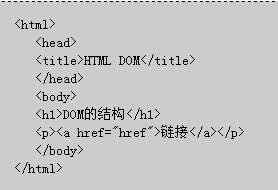 <html>
<head>
<title>HTML DOM</title>
</head>
<body>
<h1>DOM的结构</h1>
<p><a href="href">链接</a></p>
</body>
</html>